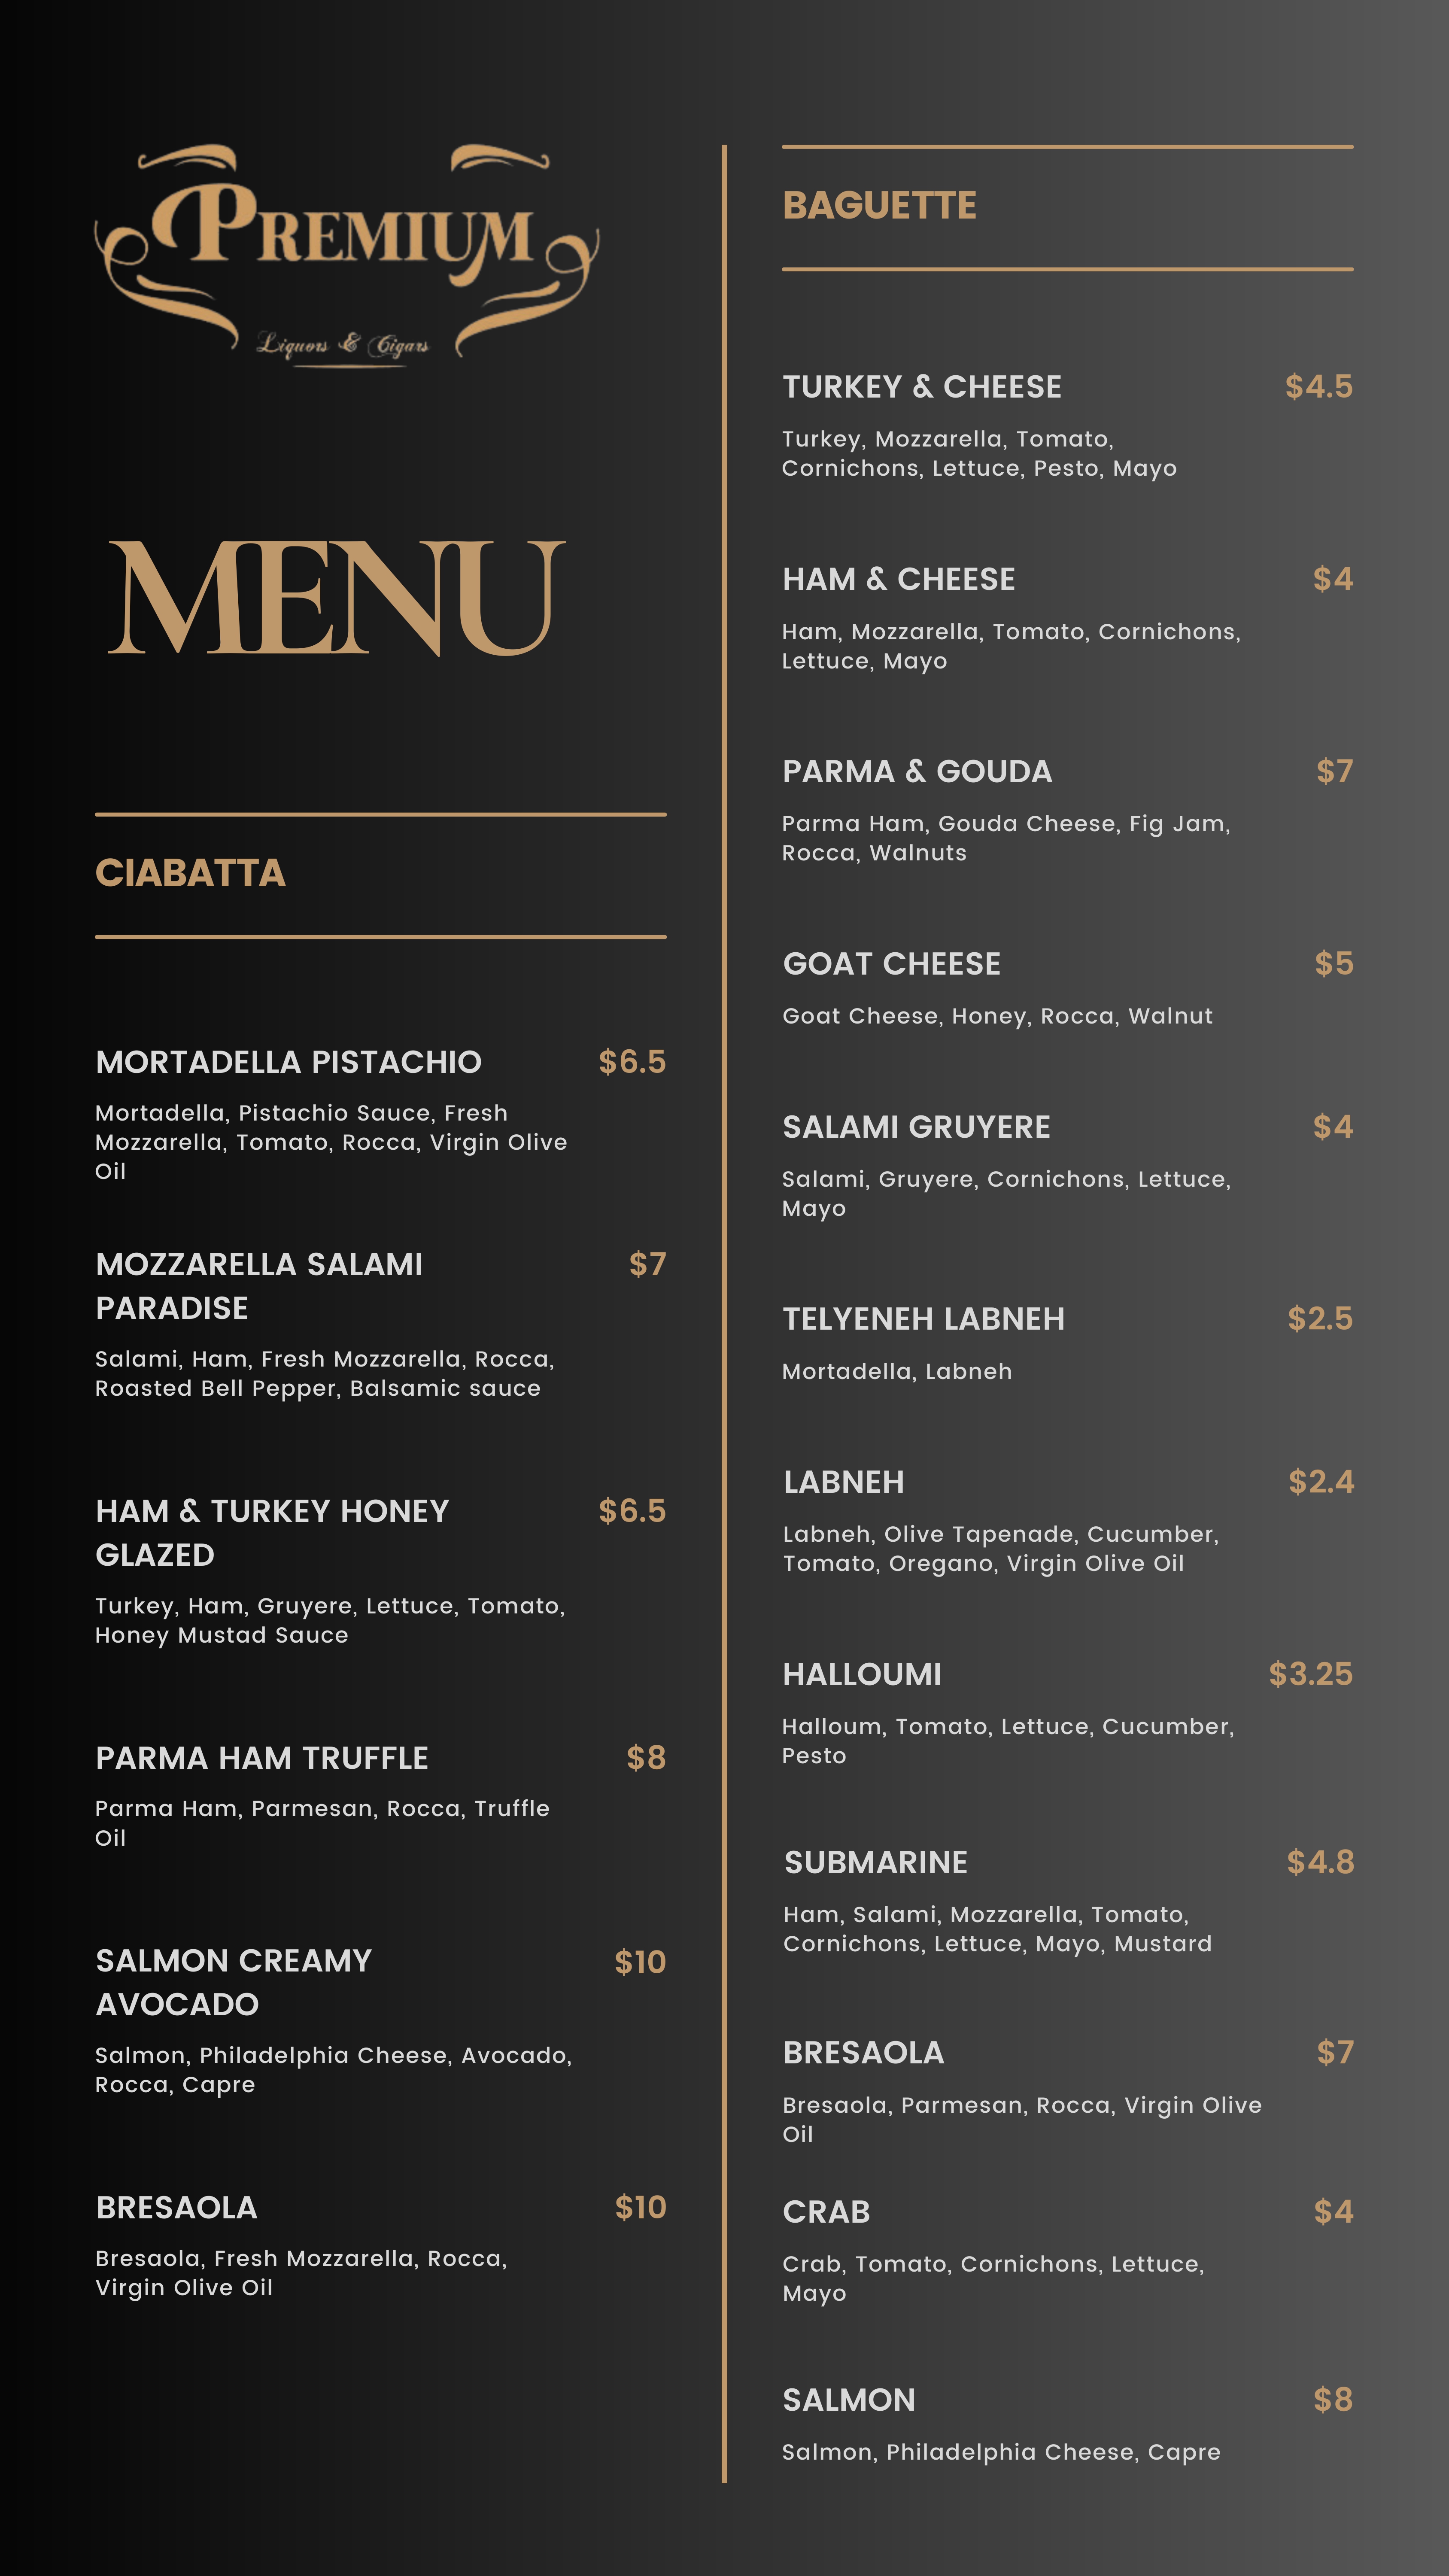 PREMIUM
Liquors & Cigars
MENU
CIABATTA
MORTADELLA PISTACHIO $6.5
Mortadella, Pistachio Sauce, Fresh
Mozzarella, Tomato, Rocca, Virgin Olive
Oil
MOZZARELLA SALAMI $7
PARADISE
Salami, Ham, Fresh Mozzarella, Rocca,
Roasted Bell Pepper, Balsamic sauce
HAM & TURKEY HONEY $6.5
GLAZED
Turkey, Ham, Gruyere, Lettuce, Tomato,
Honey Mustad Sauce
PARMA HAM TRUFFLE $8
Parma Ham, Parmesan, Rocca, Truffle
Oil
SALMON CREAMY $10
AVOCADO
Salmon, Philadelphia Cheese, Avocado,
Rocca, Capre
BRESAOLA $10
Bresaola, Fresh Mozzarella, Rocca,
Virgin Olive Oil
BAGUETTE
TURKEY & CHEESE $4.5
Turkey, Mozzarella, Tomato,
Cornichons, Lettuce, Pesto, Mayo
HAM & CHEESE $4
Ham, Mozzarella, Tomato, Cornichons,
Lettuce, Mayo
PARMA & GOUDA $7
Parma Ham, Gouda Cheese, Fig Jam,
Rocca, Walnuts
GOAT CHEESE $5
Goat Cheese, Honey, Rocca, Walnut
SALAMI GRUYERE $4
Salami, Gruyere, Cornichons, Lettuce,
Mayo
TELYENEH LABNEH $2.5
Mortadella, Labneh
LABNEH $2.4
Labneh, Olive Tapenade, Cucumber,
Tomato, Oregano, Virgin Olive Oil
HALLOUMI $3.25
Halloum, Tomato, Lettuce, Cucumber,
Pesto
SUBMARINE $4.8
Ham, Salami, Mozzarella, Tomato,
Cornichons, Lettuce, Mayo, Mustard
BRESAOLA $7
Bresaola, Parmesan, Rocca, Virgin Olive
Oil
CRAB $4
Crab, Tomato, Cornichons, Lettuce,
Mayo
SALMON $8
Salmon, Philadelphia Cheese, Capre